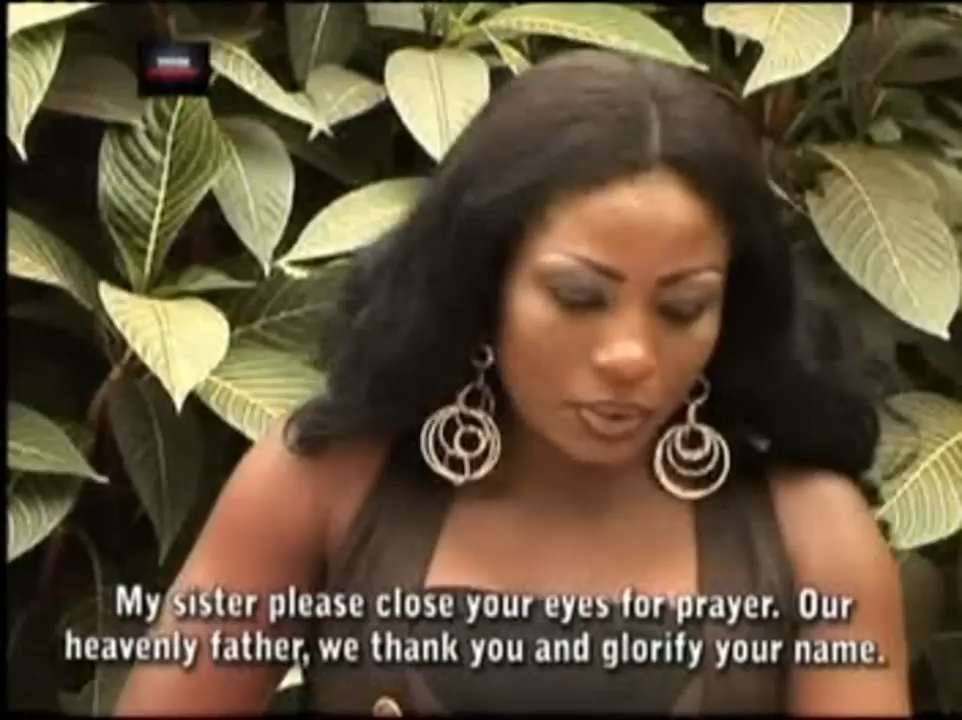 My sister please close your eyes for prayer. Our
heavenly father, we thank you and glorify your name.